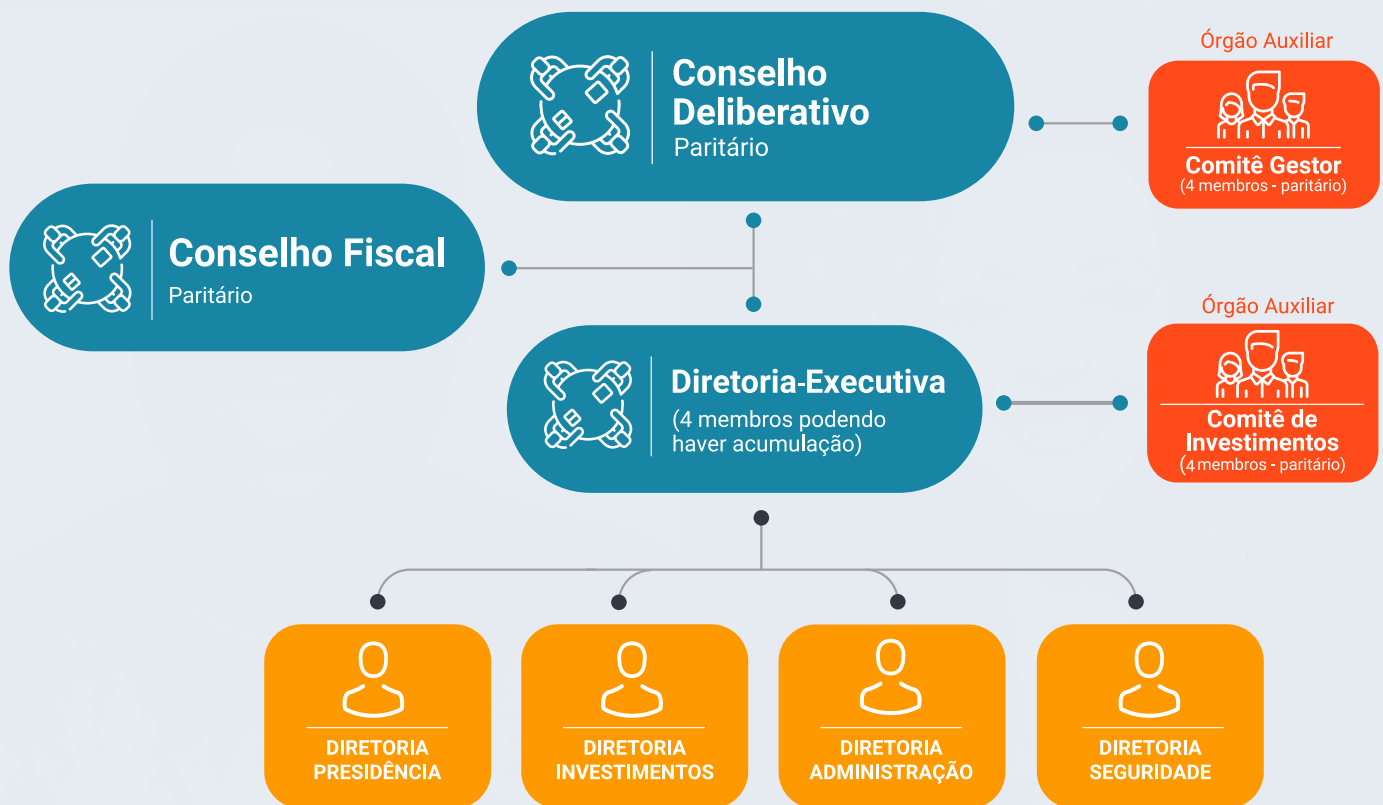 Conselho
Deliberativo
Paritário
Órgão Auxiliar
Comitê Gestor
(4 membros - paritário)
Conselho Fiscal
Paritário
Diretoria-Executiva
(4 membros podendo
haver acumulação)
Órgão Auxiliar
Comitê de
Investimentos
(4 membros - paritário)
DIRETORIA
PRESIDÊNCIA
DIRETORIA
INVESTIMENTOS
DIRETORIA
ADMINISTRAÇÃO
DIRETORIA
SEGURIDADE